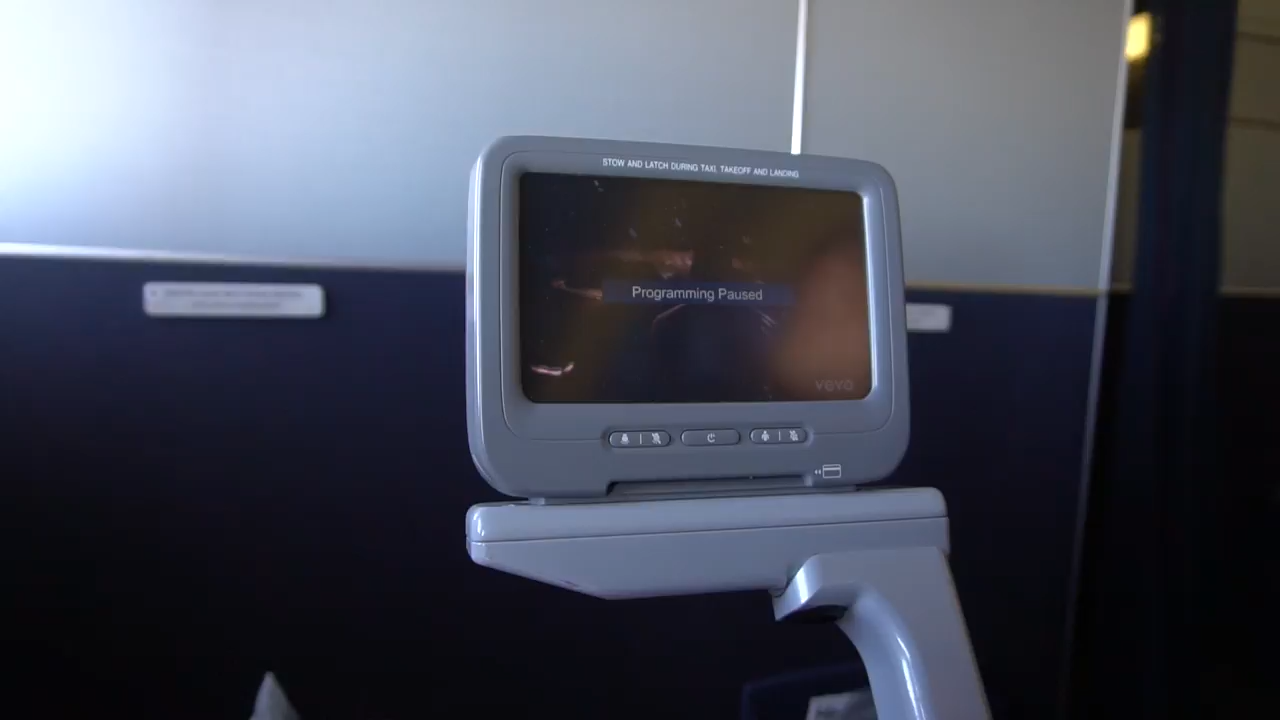 STOW AND LATCH DURING TAXI, TAKEOFF AND LANDING
Programming Paused
vevo